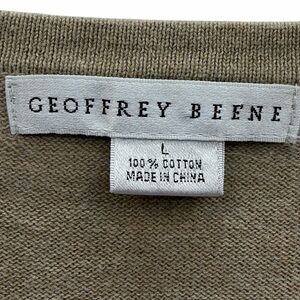 GEOFFREY BEENE
L
100% COTTON
MADE IN CHINA